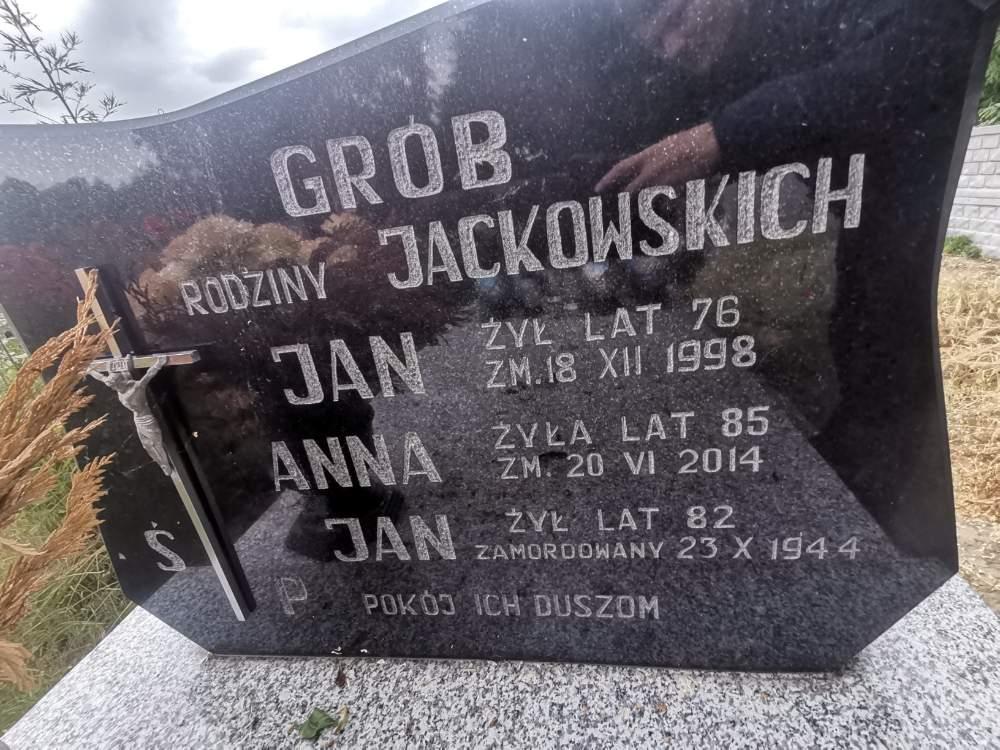 GRÓB
RODZINY JACKOWSKICH
JAN ŻYŁ LAT 76
ZM. 18 XII 1998
ANNA ŻYŁA LAT 85
ZM. 20 VI 2014
JAN ŻYŁ LAT 82
ZAMORDOWANY 23 X 1944
Ś P
POKÓJ ICH DUSZOM